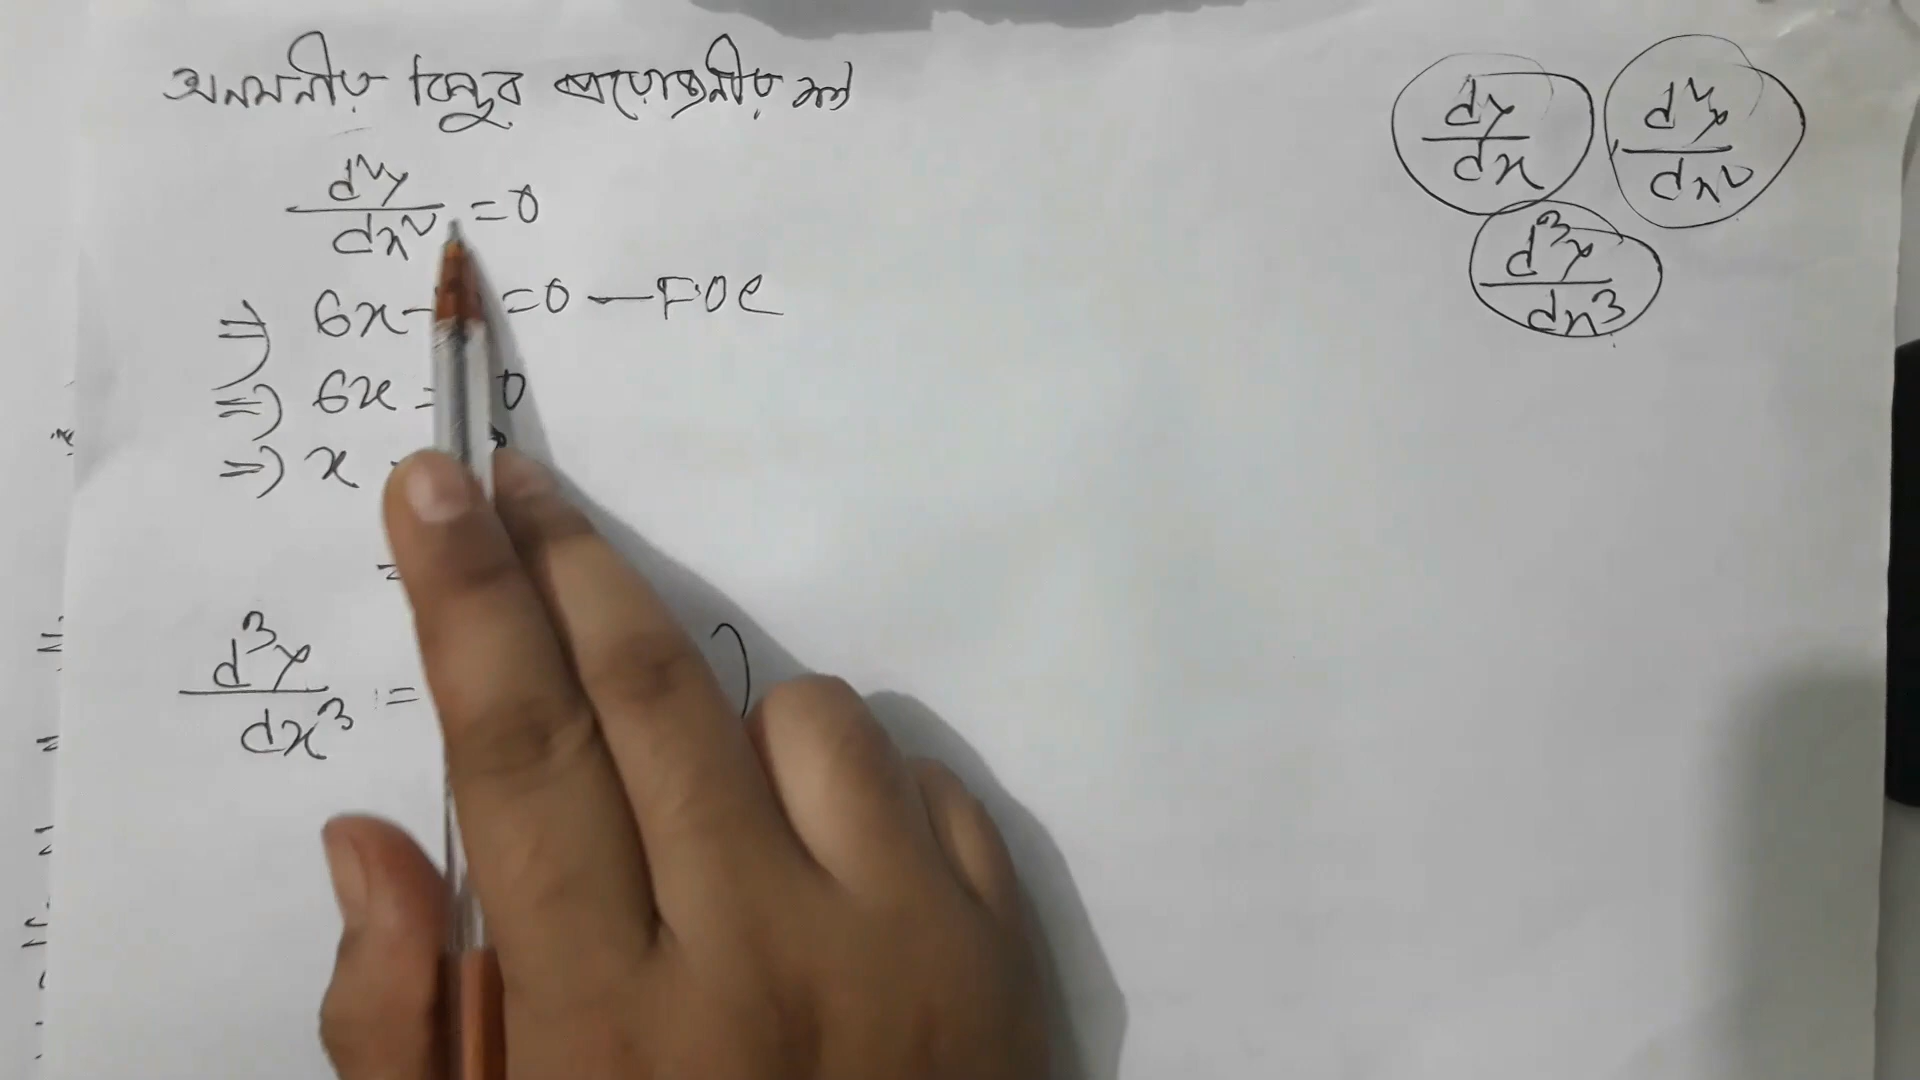 অনমনীয় বিন্দুর প্রয়োজনীয় শর্ত
d²y/dx² = 0
⇒ 6x - = 0 — FOC
⇒ 6x = 0
⇒ x
d³y/dx³ =
dy/dx
d²y/dx²
d³y/dx³